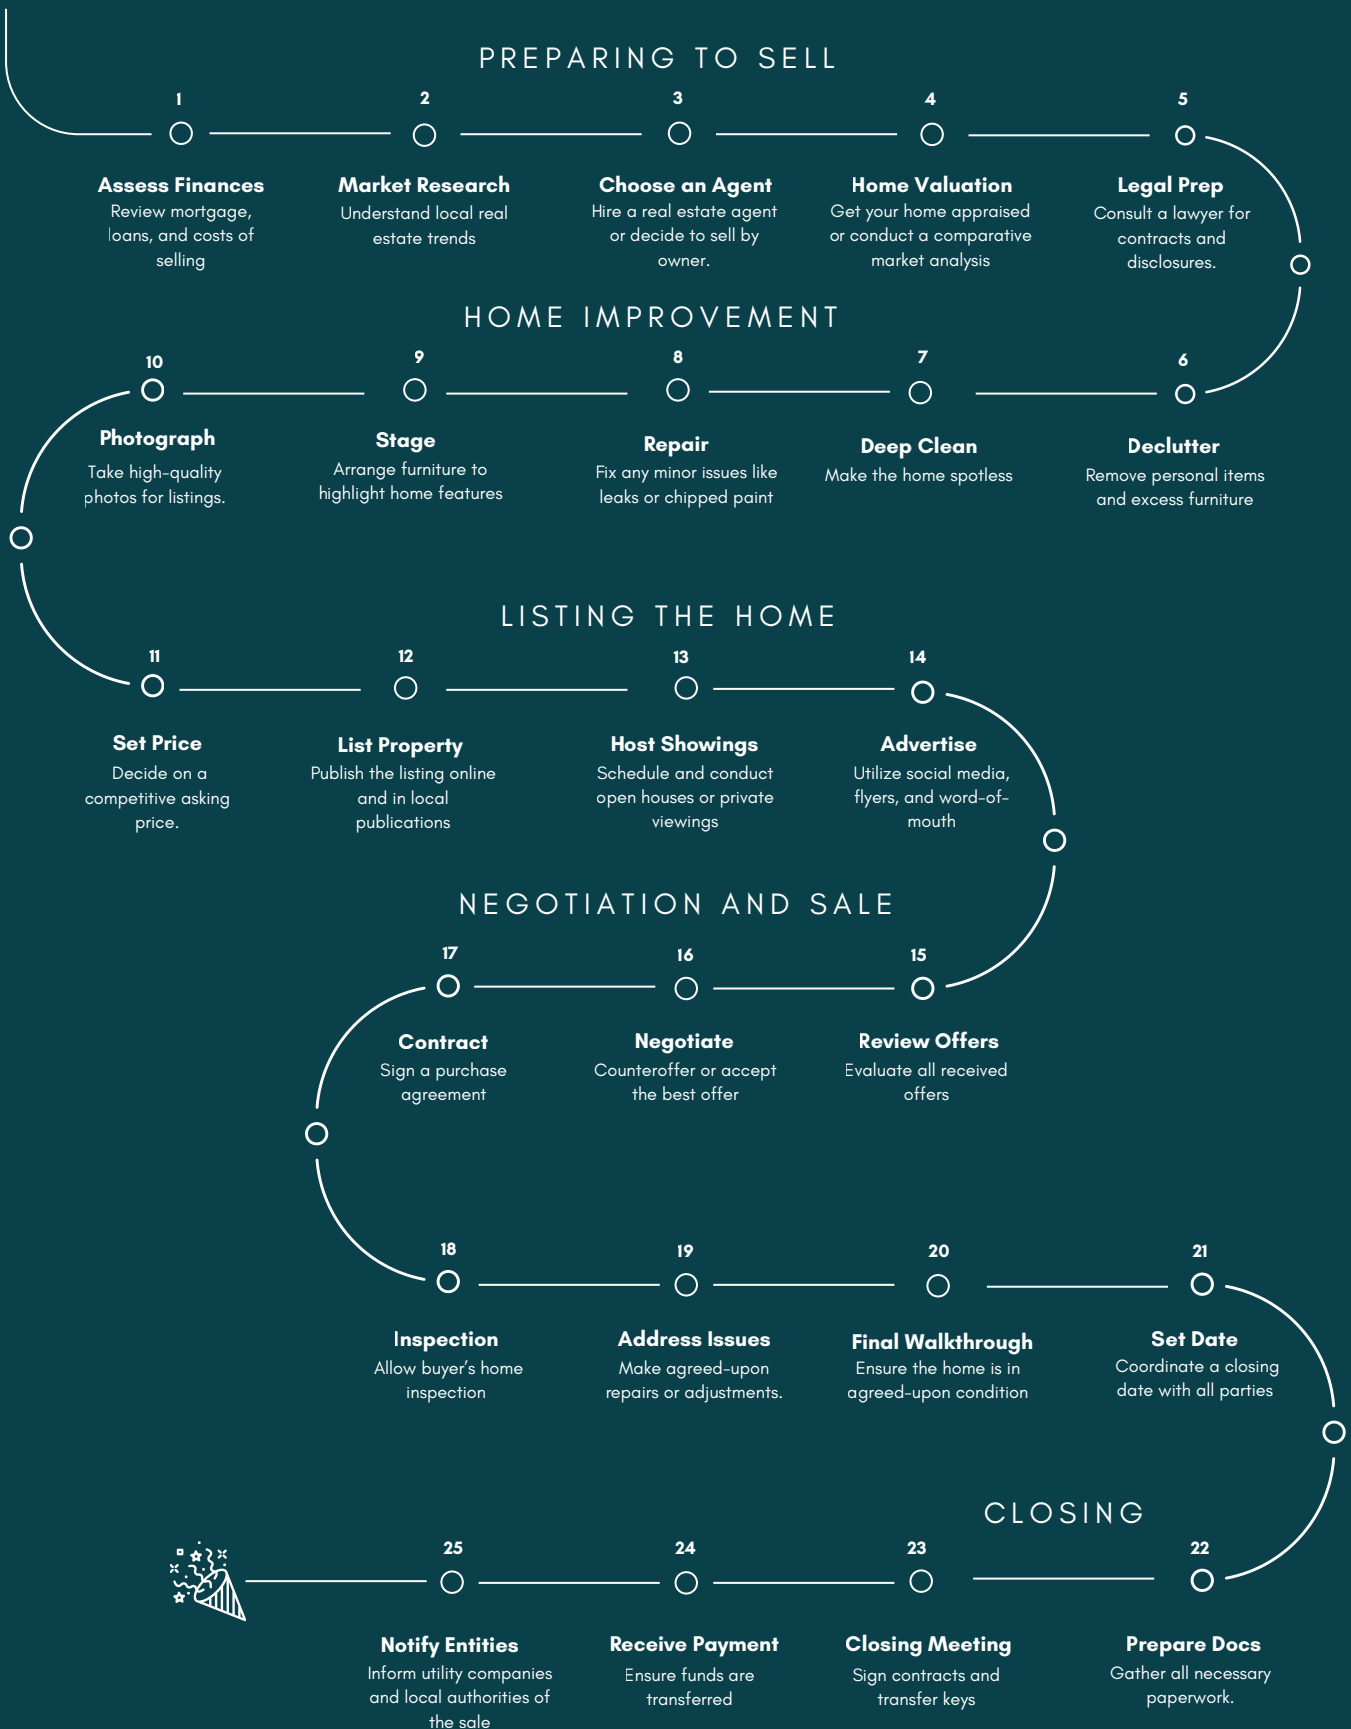 PREPARING TO SELL
1
Assess Finances
Review mortgage,
loans, and costs of
selling
2
Market Research
Understand local real
estate trends
3
Choose an Agent
Hire a real estate agent
or decide to sell by
owner.
4
Home Valuation
Get your home appraised
or conduct a comparative
market analysis
5
Legal Prep
Consult a lawyer for
contracts and
disclosures.
HOME IMPROVEMENT
6
Declutter
Remove personal items
and excess furniture
7
Deep Clean
Make the home spotless
8
Repair
Fix any minor issues like
leaks or chipped paint
9
Stage
Arrange furniture to
highlight home features
10
Photograph
Take high-quality
photos for listings.
LISTING THE HOME
11
Set Price
Decide on a
competitive asking
price.
12
List Property
Publish the listing online
and in local
publications
13
Host Showings
Schedule and conduct
open houses or private
viewings
14
Advertise
Utilize social media,
flyers, and word-of-
mouth
NEGOTIATION AND SALE
15
Review Offers
Evaluate all received
offers
16
Negotiate
Counteroffer or accept
the best offer
17
Contract
Sign a purchase
agreement
18
Inspection
Allow buyer's home
inspection
19
Address Issues
Make agreed-upon
repairs or adjustments.
20
Final Walkthrough
Ensure the home is in
agreed-upon condition
21
Set Date
Coordinate a closing
date with all parties
CLOSING
22
Prepare Docs
Gather all necessary
paperwork.
23
Closing Meeting
Sign contracts and
transfer keys
24
Receive Payment
Ensure funds are
transferred
25
Notify Entities
Inform utility companies
and local authorities of
the sale